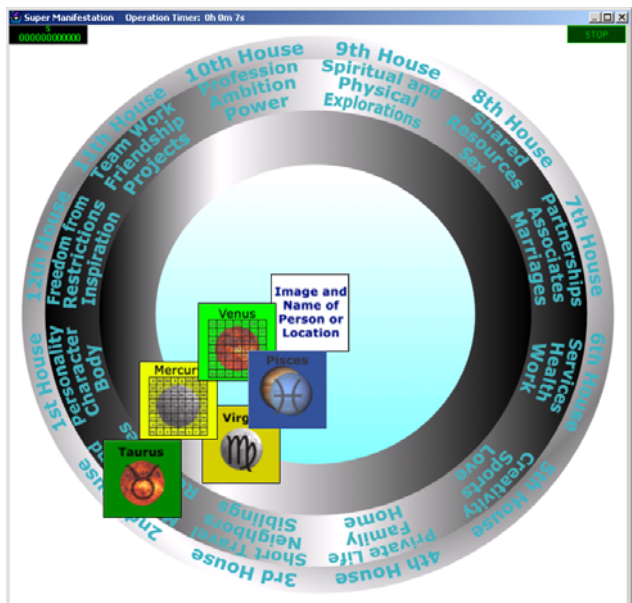 Super Manifestation Operation Timer: 0h 0m 7s
S
000000000000
STOP
9th House
Spiritual and
Physical
Explorations
8th House
Shared
Resources
Sex
7th House
Partnerships
Associates
Marriages
6th House
Services
Health
Work
5th House
Creativity
Sports
Love
4th House
Private Life
Family
Home
3rd House
Short Travel
Neighbors
Siblings
2nd
1st House
Personality
Character
Body
12th House
Freedom from
Restrictions
Inspiration
11th House
Team Work
Friendship
Projects
10th House
Profession
Ambition
Power
Image and
Name of
Person or
Location
Venus
Pisces
Mercur
Virg
Taurus